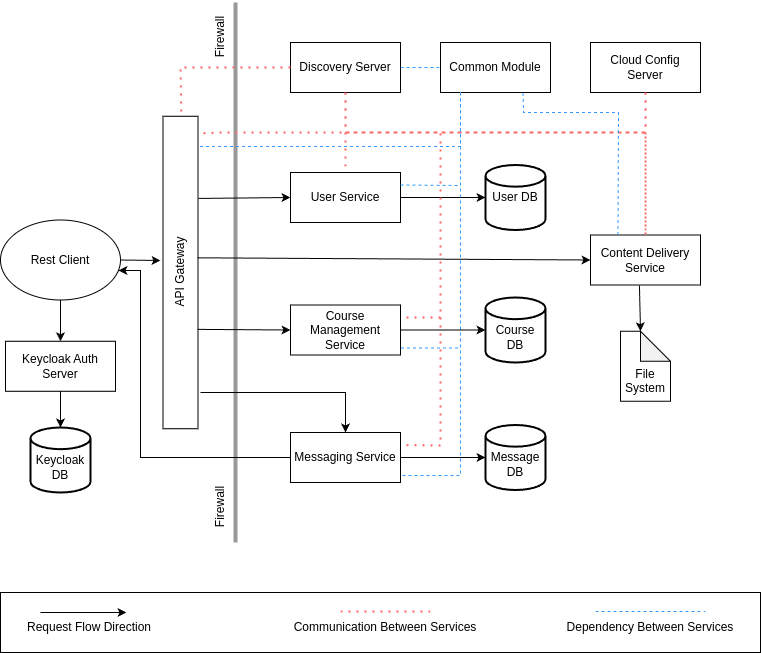 Firewall
Discovery Server
Common Module
Cloud Config
Server
API Gateway
User Service
User DB
Rest Client
Content Delivery
Service
Course
Management
Service
Course
DB
Keycloak Auth
Server
File
System
Keycloak
DB
Messaging Service
Message
DB
Firewall
Request Flow Direction
Communication Between Services
Dependency Between Services